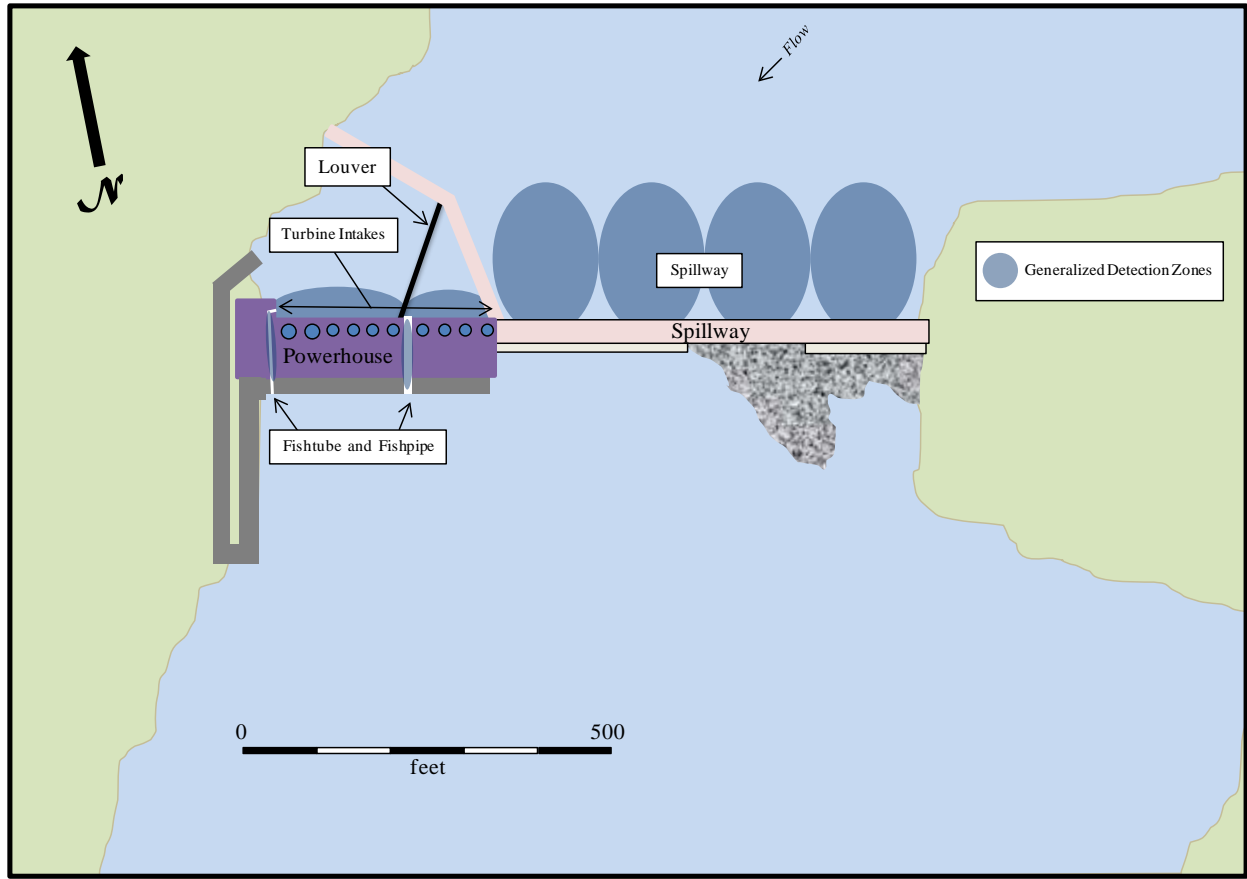 Flow
N
Louver
Turbine Intakes
Spillway
Generalized Detection Zones
Spillway
Powerhouse
Fishtube and Fishpipe
0 500
feet